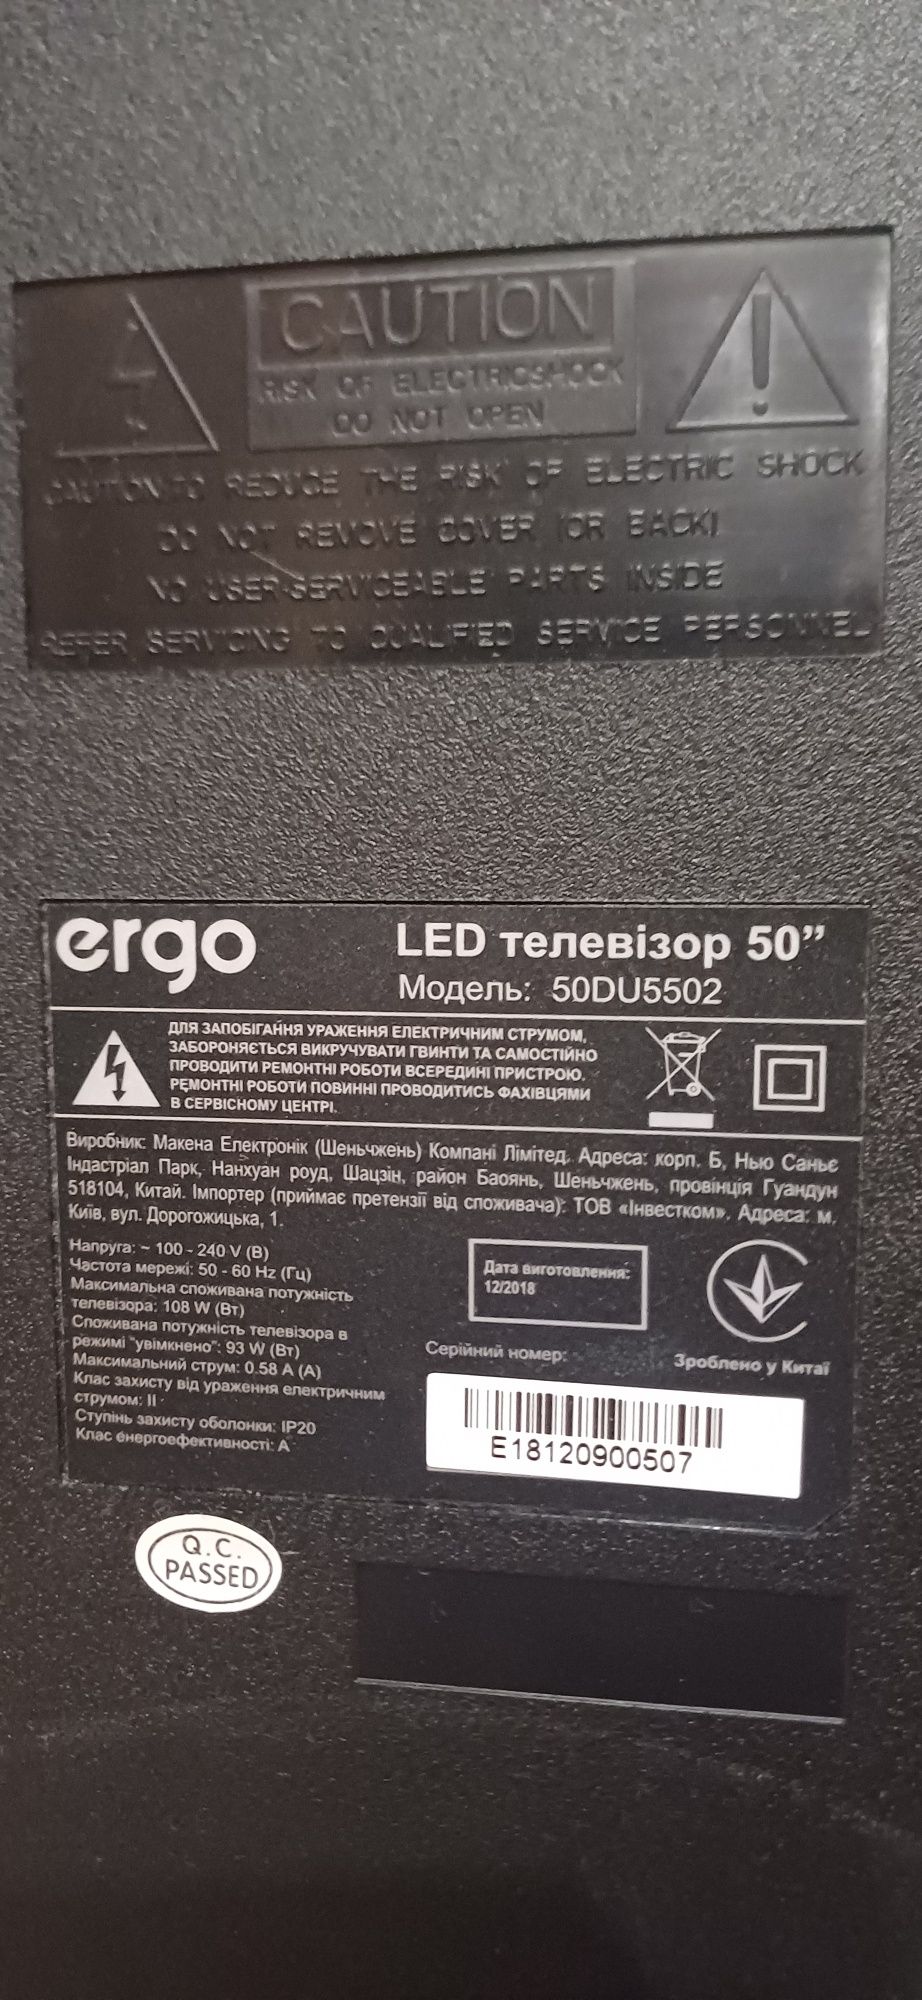 CAUTION
RISK OF ELECTRICSHOCK
DO NOT OPEN
CAUTION TO REDUCE THE RISK OF ELECTRIC SHOCK
DO NOT REMOVE COVER (OR BACK)
NO USER-SERVICEABLE PARTS INSIDE
REFER SERVICING TO QUALIFIED SERVICE PERSONNEL
ergo
LED телевізор 50”
Модель: 50DU5502
ДЛЯ ЗАПОБІГАННЯ УРАЖЕННЯ ЕЛЕКТРИЧНИМ СТРУМОМ,
ЗАБОРОНЯЄТЬСЯ ВИКРУЧУВАТИ ГВИНТИ ТА САМОСТІЙНО
ПРОВОДИТИ РЕМОНТНІ РОБОТИ ВСЕРЕДИНІ ПРИСТРОЮ.
РЕМОНТНІ РОБОТИ ПОВИННІ ПРОВОДИТИСЬ ФАХІВЦЯМИ
В СЕРВІСНОМУ ЦЕНТРІ.
Виробник: Макена Електронік (Шеньчжень) Компані Лімітед. Адреса: корп. Б, Нью Саньє
Індастріал Парк, Нанхуан роуд, Шацзін, район Баоянь, Шеньчжень, провінція Гуандун
518104, Китай. Імпортер (приймає претензії від споживача): ТОВ «Інвестком». Адреса: м.
Київ, вул. Дорогожицька, 1.
Напруга: ~ 100 - 240 V (В)
Частота мережі: 50 - 60 Hz (Гц)
Максимальна споживана потужність
телевізора: 108 W (Вт)
Споживана потужність телевізора в
режимі "увімкнено": 93 W (Вт)
Максимальний струм: 0.58 A (А)
Клас захисту від ураження електричним
струмом: II
Ступінь захисту оболонки: IP20
Клас енергоефективності: А
Дата виготовлення:
12/2018
Серійний номер:
Зроблено у Китаї
E18120900507
Q.C.
PASSED